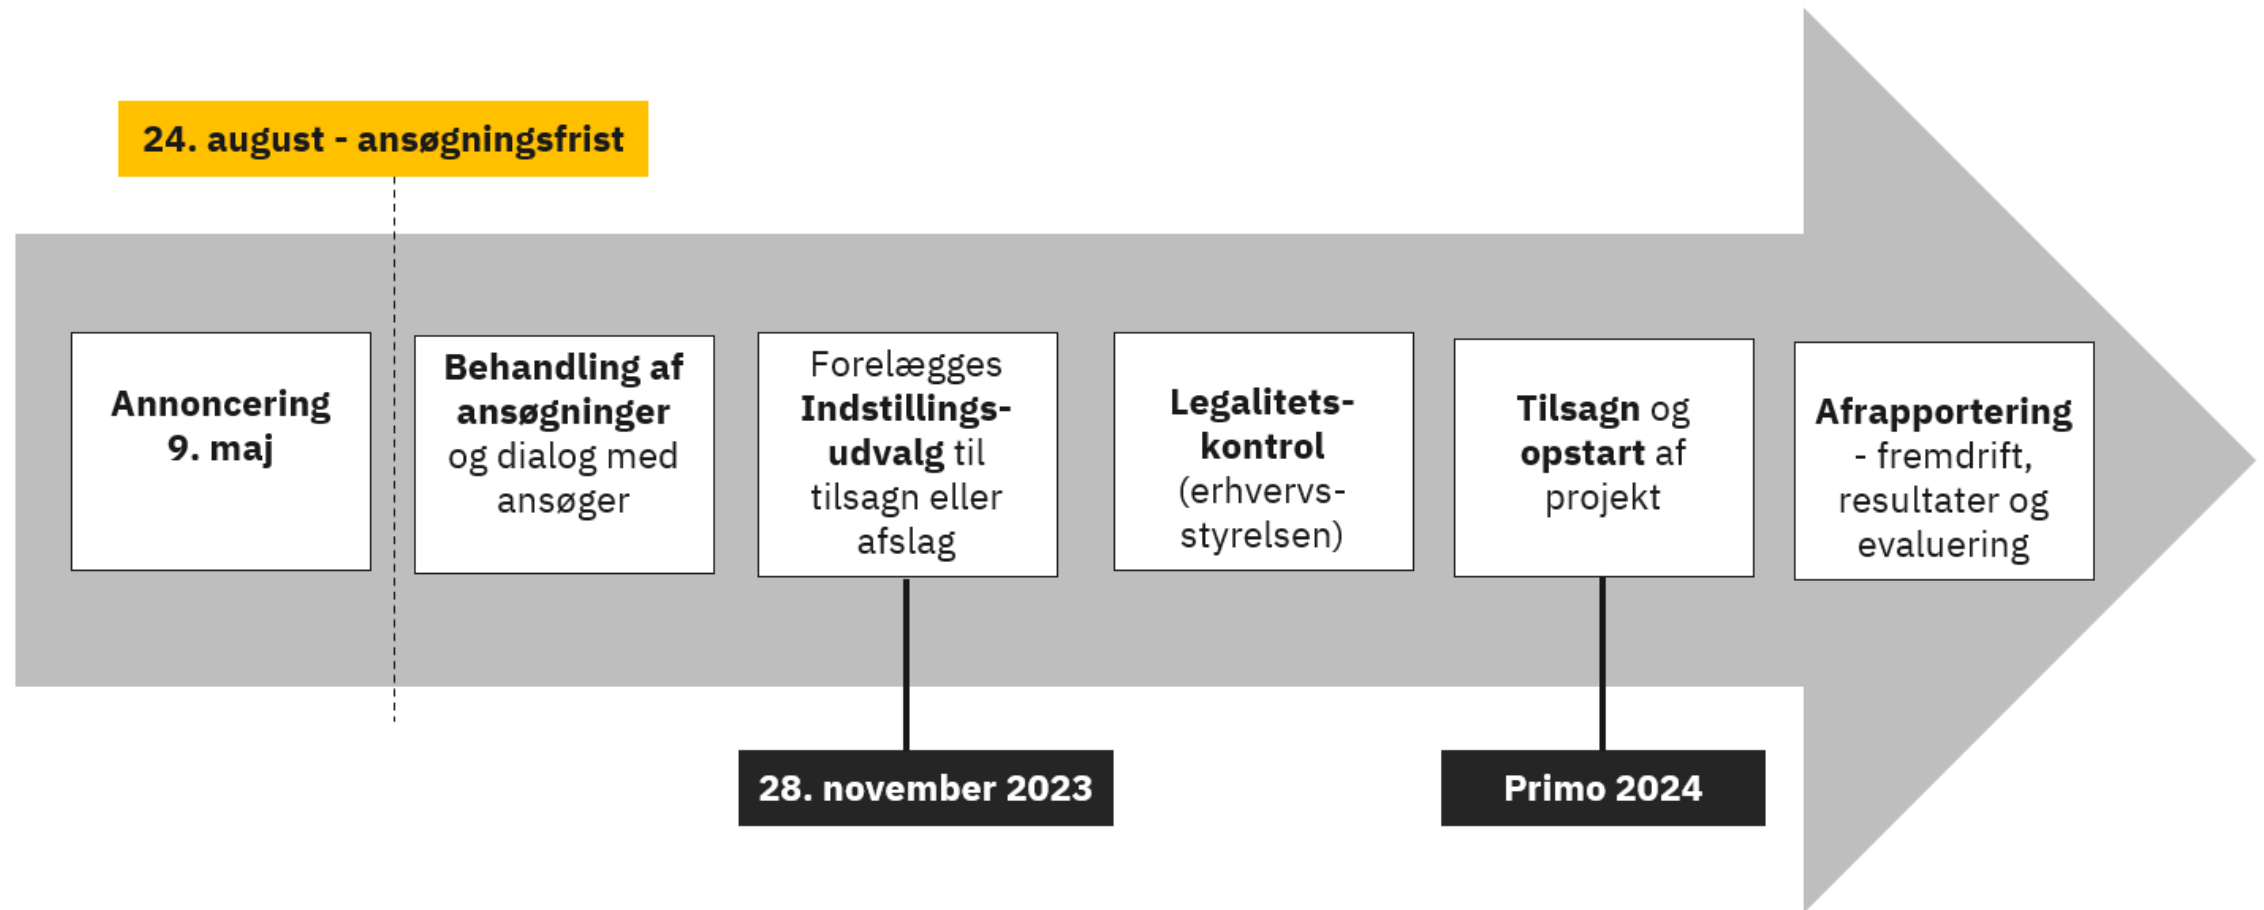 24. august - ansøgningsfrist
Annoncering
9. maj
Behandling af
ansøgninger
og dialog med
ansøger
Forelægges
Indstillings-
udvalg til
tilsagn eller
afslag
Legalitets-
kontrol
(erhvervs-
styrelsen)
Tilsagn og
opstart af
projekt
Afrapportering
- fremdrift,
resultater og
evaluering
28. november 2023
Primo 2024